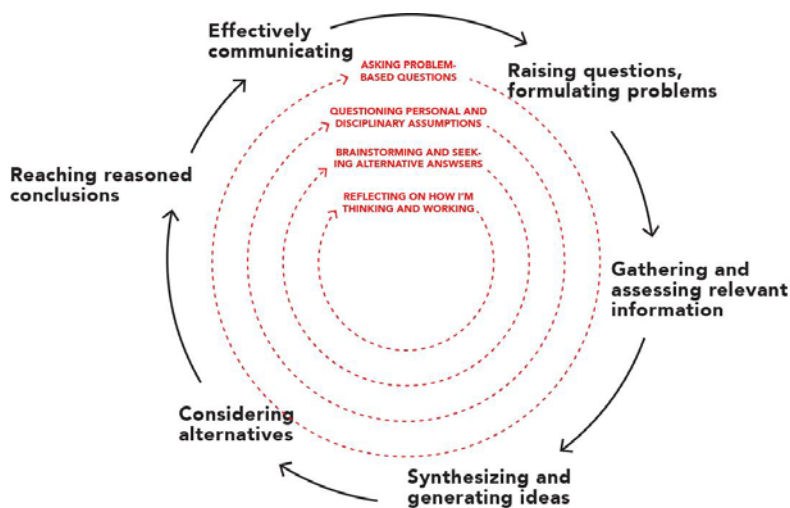 Effectively
communicating
ASKING PROBLEM-
BASED QUESTIONS
Raising questions,
formulating problems
QUESTIONING PERSONAL AND
DISCIPLINARY ASSUMPTIONS
BRAINSTORMING AND SEEK-
ING ALTERNATIVE ANSWSERS
Reaching reasoned
conclusions
REFLECTING ON HOW I'M
THINKING AND WORKING
Gathering and
assessing relevant
information
Considering
alternatives
Synthesizing and
generating ideas